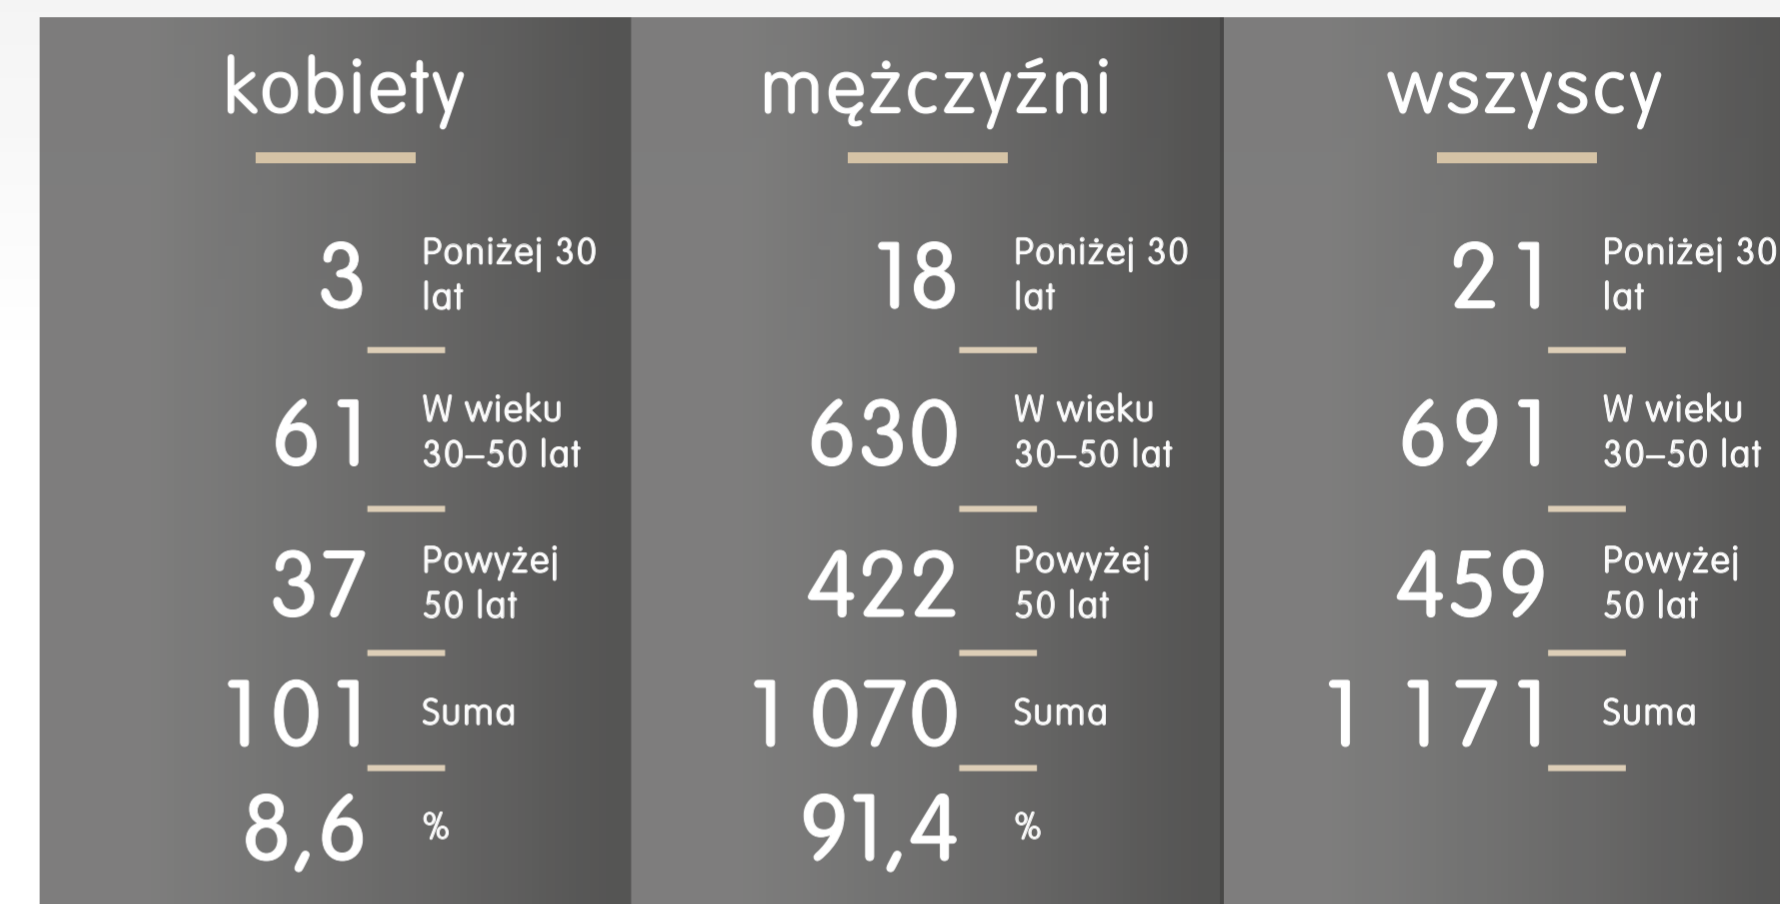 kobiety
3 Poniżej 30
lat
61 W wieku
30–50 lat
37 Powyżej
50 lat
101 Suma
8,6 %
mężczyźni
18 Poniżej 30
lat
630 W wieku
30–50 lat
422 Powyżej
50 lat
1 070 Suma
91,4 %
wszyscy
21 Poniżej 30
lat
691 W wieku
30–50 lat
459 Powyżej
50 lat
1 171 Suma